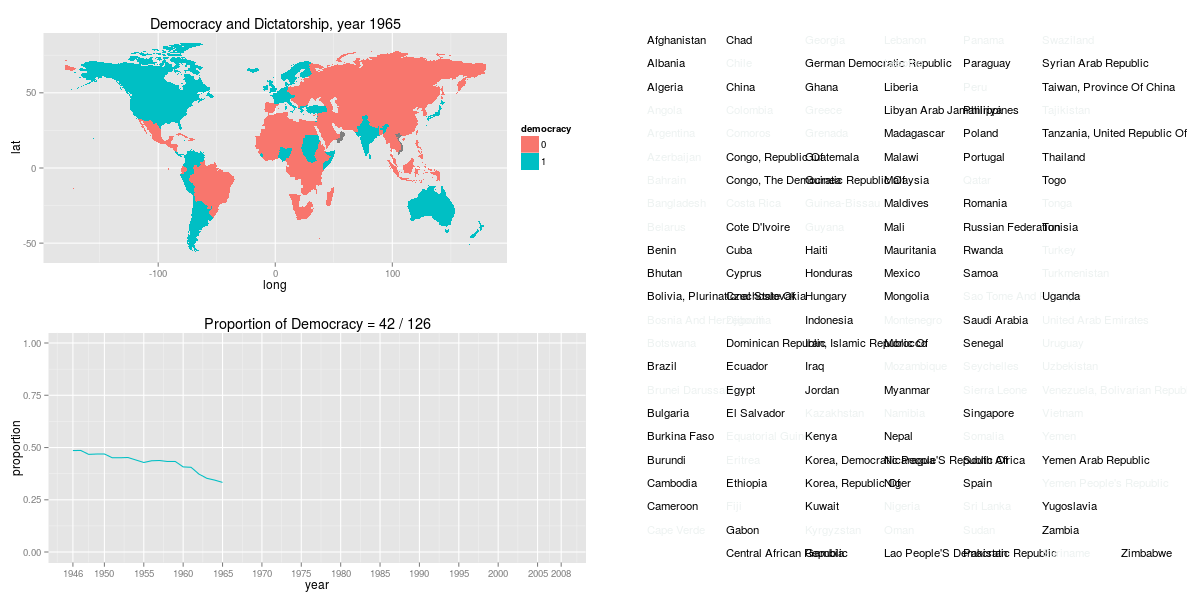 Democracy and Dictatorship, year 1965
lat
50
0
-50
-100
0
100
long
democracy
0
1
Proportion of Democracy = 42 / 126
proportion
1.00
0.75
0.50
0.25
0.00
1946
1950
1955
1960
1965
1970
1975
1980
1985
1990
1995
2000
2005
2008
year
Afghanistan
Albania
Algeria
Angola
Argentina
Azerbaijan
Bahrain
Bangladesh
Belarus
Benin
Bhutan
Bolivia, Plurinational State Of
Bosnia And Herzegovina
Botswana
Brazil
Brunei Darussalam
Bulgaria
Burkina Faso
Burundi
Cambodia
Cameroon
Cape Verde
Central African Republic
Chad
Chile
China
Colombia
Comoros
Congo, Republic Of
Congo, The Democratic Republic Of
Costa Rica
Cote D'Ivoire
Cuba
Cyprus
Czechoslovakia
Dominican Republic
Ecuador
Egypt
El Salvador
Equatorial Guinea
Eritrea
Ethiopia
Fiji
Gabon
Gambia
Georgia
German Democratic Republic
Ghana
Greece
Grenada
Guatemala
Guinea
Guinea-Bissau
Guyana
Haiti
Honduras
Hungary
Indonesia
Iran, Islamic Republic Of
Iraq
Jordan
Kazakhstan
Kenya
Korea, Democratic People'S Republic Of
Korea, Republic Of
Kuwait
Kyrgyzstan
Lao People'S Democratic Republic
Lebanon
Liberia
Libyan Arab Jamahiriya
Madagascar
Malawi
Malaysia
Maldives
Mali
Mauritania
Mexico
Mongolia
Montenegro
Morocco
Mozambique
Myanmar
Namibia
Nepal
Nicaragua
Niger
Nigeria
Oman
Pakistan
Panama
Paraguay
Peru
Philippines
Poland
Portugal
Qatar
Romania
Russian Federation
Rwanda
Samoa
Sao Tome And
Saudi Arabia
Senegal
Seychelles
Sierra Leone
Singapore
Somalia
South Africa
Spain
Sri Lanka
Sudan
Suriname
Swaziland
Syrian Arab Republic
Taiwan, Province Of China
Tajikistan
Tanzania, United Republic Of
Thailand
Togo
Tonga
Tunisia
Turkey
Turkmenistan
Uganda
United Arab Emirates
Uruguay
Uzbekistan
Venezuela, Bolivarian Repub
Vietnam
Yemen
Yemen Arab Republic
Yemen People's Republic
Yugoslavia
Zambia
Zimbabwe